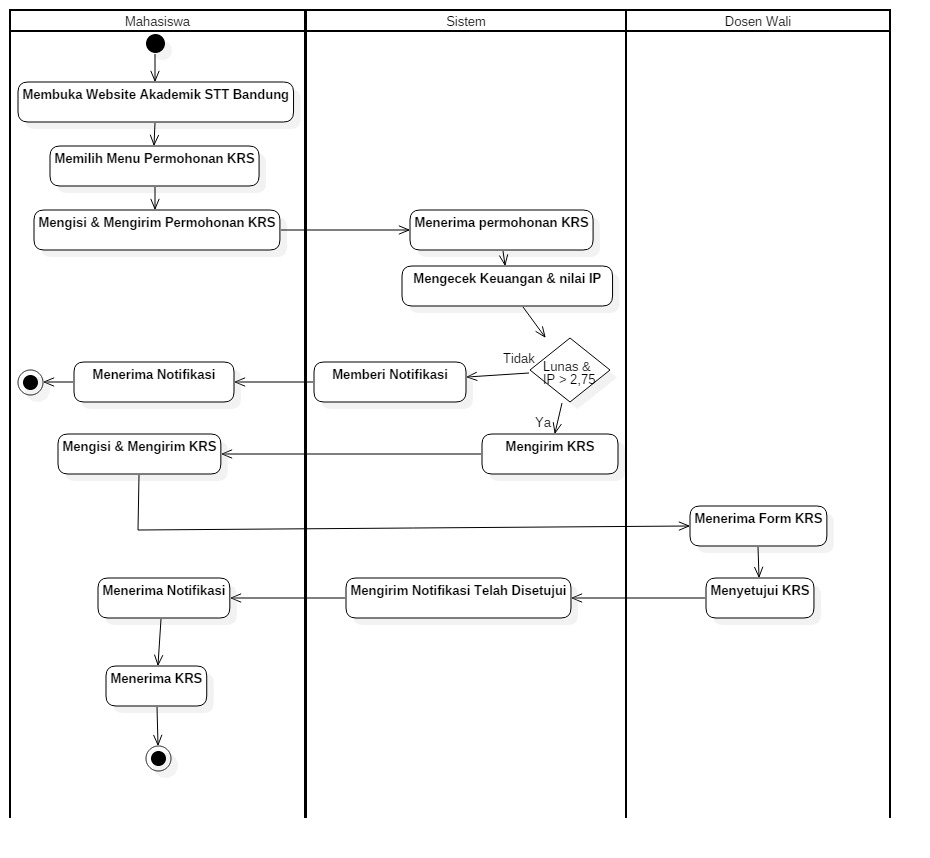 Mahasiswa
Sistem
Dosen Wali
Membuka Website Akademik STT Bandung
Memilih Menu Permohonan KRS
Mengisi & Mengirim Permohonan KRS
Menerima permohonan KRS
Mengecek Keuangan & nilai IP
Tidak
Lunas &
IP > 2,75
Menerima Notifikasi
Memberi Notifikasi
Ya
Mengisi & Mengirim KRS
Mengirim KRS
Menerima Form KRS
Menerima Notifikasi
Mengirim Notifikasi Telah Disetujui
Menyetujui KRS
Menerima KRS